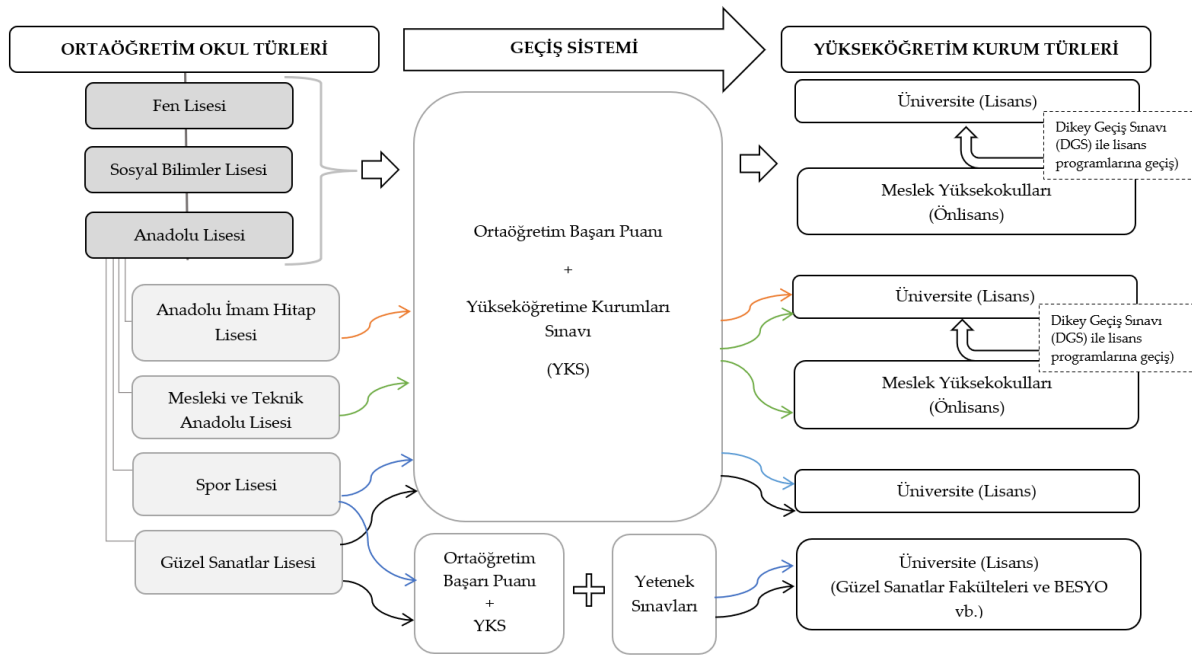 ORTAÖĞRETİM OKUL TÜRLERİ
GEÇİŞ SİSTEMİ
YÜKSEKÖĞRETİM KURUM TÜRLERİ
Fen Lisesi
Sosyal Bilimler Lisesi
Anadolu Lisesi
Anadolu İmam Hitap
Lisesi
Mesleki ve Teknik
Anadolu Lisesi
Spor Lisesi
Güzel Sanatlar Lisesi
Ortaöğretim Başarı Puanı
+
Yükseköğretime Kurumları
Sınavı
(YKS)
Ortaöğretim
Başarı Puanı
+
YKS
Yetenek
Sınavları
Üniversite (Lisans)
Dikey Geçiş Sınavı
(DGS) ile lisans
programlarına geçiş)
Meslek Yüksekokulları
(Önlisans)
Üniversite (Lisans)
Dikey Geçiş Sınavı
(DGS) ile lisans
programlarına geçiş)
Meslek Yüksekokulları
(Önlisans)
Üniversite (Lisans)
Üniversite (Lisans)
(Güzel Sanatlar Fakülteleri ve BESYO
vb.)